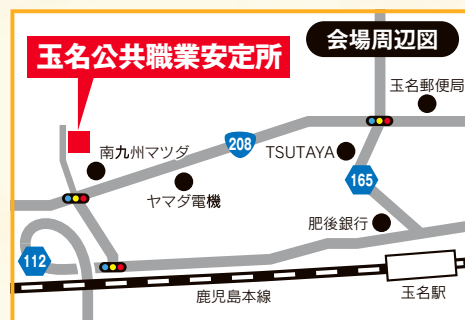 会場周辺図
玉名公共職業安定所
玉名郵便局
208
TSUTAYA
南九州マツダ
165
ヤマダ電機
肥後銀行
112
鹿児島本線
玉名駅